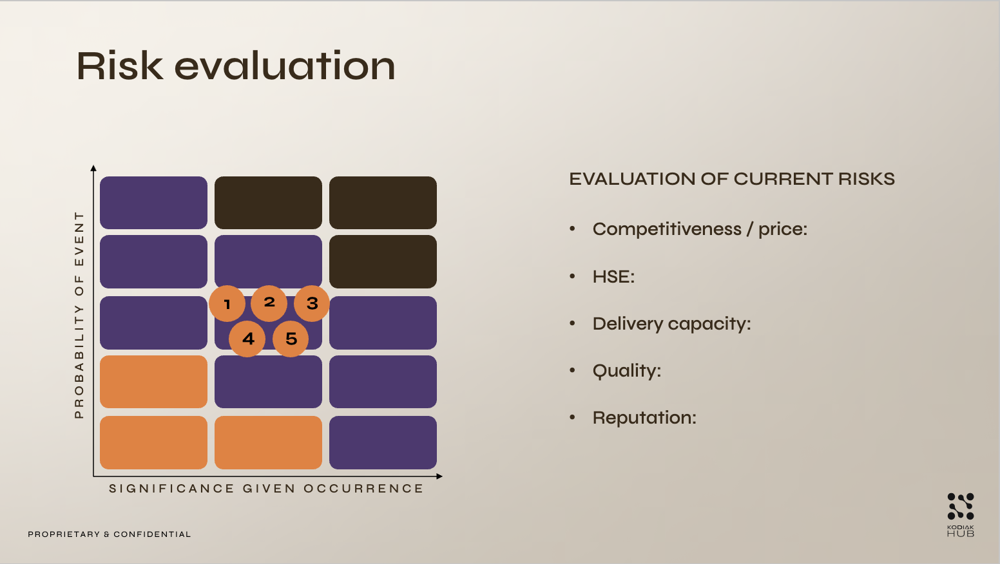 Risk evaluation
PROBABILITY OF EVENT
1 2 3
4 5
SIGNIFICANCE GIVEN OCCURRENCE
EVALUATION OF CURRENT RISKS
• Competitiveness / price:
• HSE:
• Delivery capacity:
• Quality:
• Reputation:
PROPRIETARY & CONFIDENTIAL
KODIAK
HUB